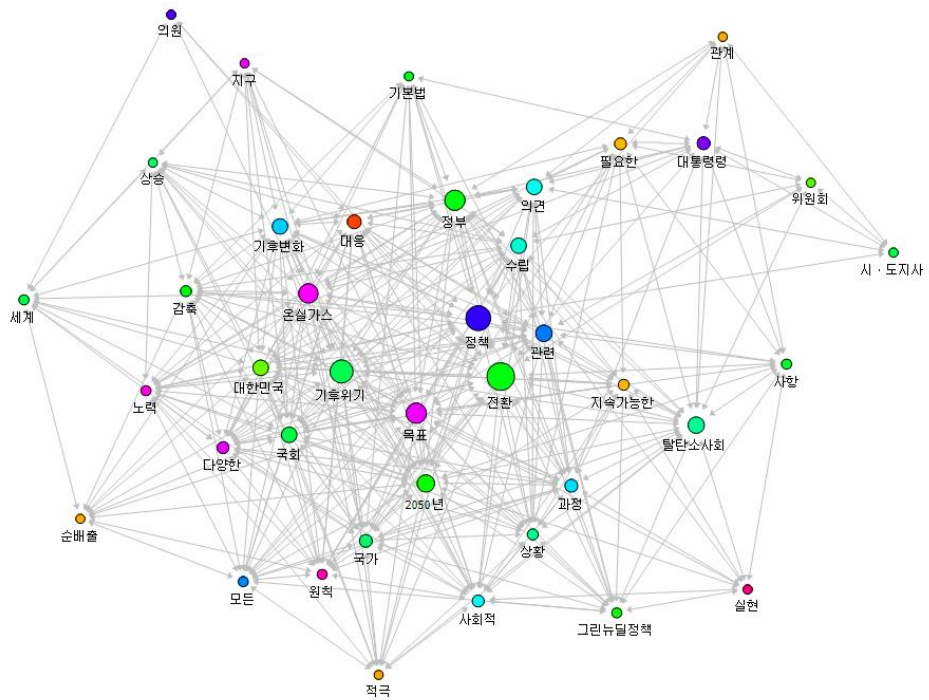 의원
관계
지구
기본법
필요한
대통령령
상승
위원회
의견
정부
대응
기후변화
수립
시·도지사
감축
세계
온실가스
정책
관련
대한민국
기후위기
전환
사항
지속가능한
노력
목표
탈탄소사회
국회
다양한
2050년
과정
순배출
국가
상황
모든
원칙
실현
사회적
그린뉴딜정책
적극